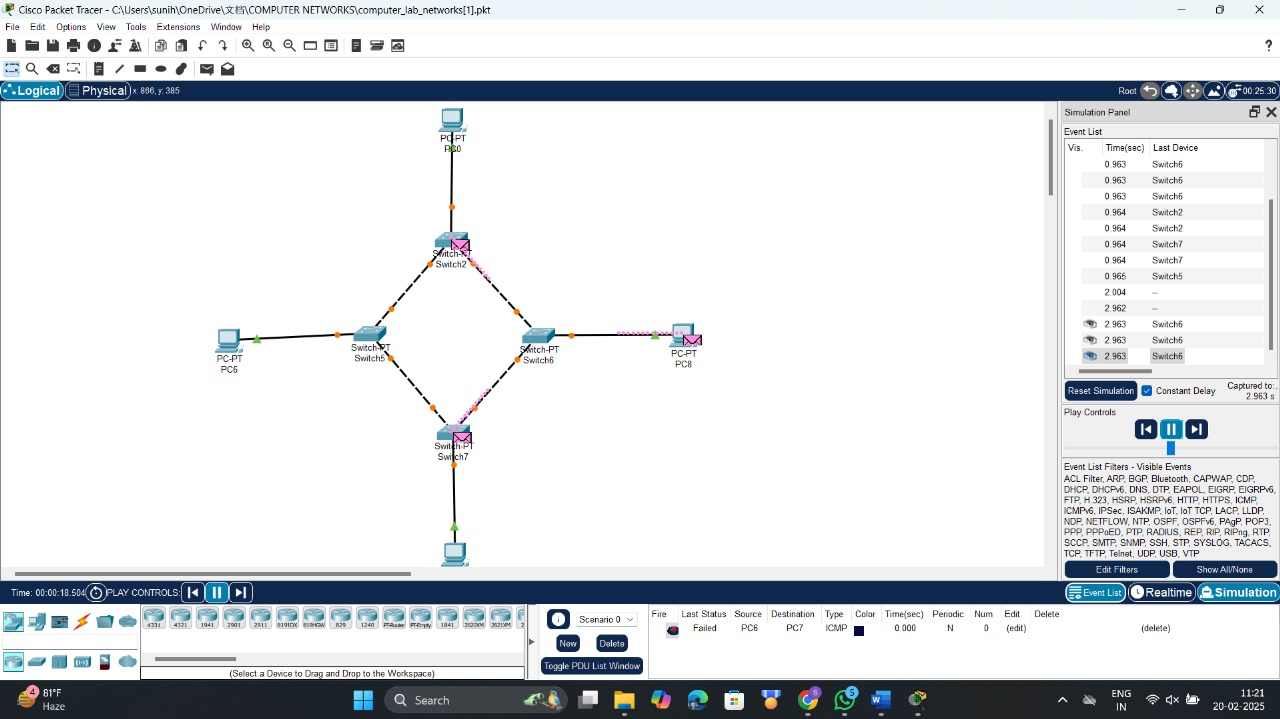 Cisco Packet Tracer - C:\Users\sunih\OneDrive\文档\COMPUTER NETWORKS\computer_lab_networks[1].pkt
File Edit Options View Tools Extensions Window Help
?
Logical Physical x: 866, y: 385
Root 00:25:30
PC-PT
PC0
Switch-PT
Switch2
PC-PT
PC6
Switch-PT
Switch5
Switch-PT
Switch6
PC-PT
PC8
Switch-PT
Switch7
Simulation Panel
Event List
Vis. Time(sec) Last Device
0.963 Switch6
0.963 Switch6
0.963 Switch6
0.964 Switch2
0.964 Switch2
0.964 Switch7
0.964 Switch7
0.965 Switch5
2.004 --
2.962 --
2.963 Switch6
2.963 Switch6
2.963 Switch6
Reset Simulation Constant Delay Captured to:
2.963 s
Play Controls
Event List Filters - Visible Events
ACL Filter, ARP, BGP, Bluetooth, CAPWAP, CDP,
DHCP, DHCPv6, DNS, DTP, EAPOL, EIGRP, EIGRPv6,
FTP, H.323, HSRP, HSRPv6, HTTP, HTTPS, ICMP,
ICMPv6, IPSec, ISAKMP, IoT, IoT TCP, LACP, LLDP,
NDP, NETFLOW, NTP, OSPF, OSPFv6, PAgP, POP3,
PPP, PPPoED, PTP, RADIUS, REP, RIP, RIPng, RTP,
SCCP, SMTP, SNMP, SSH, STP, SYSLOG, TACACS,
TCP, TFTP, Telnet, UDP, USB, VTP
Edit Filters Show All/None
Time: 00:00:18.504 PLAY CONTROLS:
Event List Realtime Simulation
4331 4321 1941 2901 2911 819IOX 819HGW 829 1240 PT-Router PT-Empty 1841 2620XM 2621XM
(Select a Device to Drag and Drop to the Workspace)
Scenario 0
New Delete
Toggle PDU List Window
Fire Last Status Source Destination Type Color Time(sec) Periodic Num Edit Delete
Failed PC6 PC7 ICMP 0.000 N 0 (edit) (delete)
4
81°F
Haze
Search
S
5
ENG
IN
11:21
20-02-2025